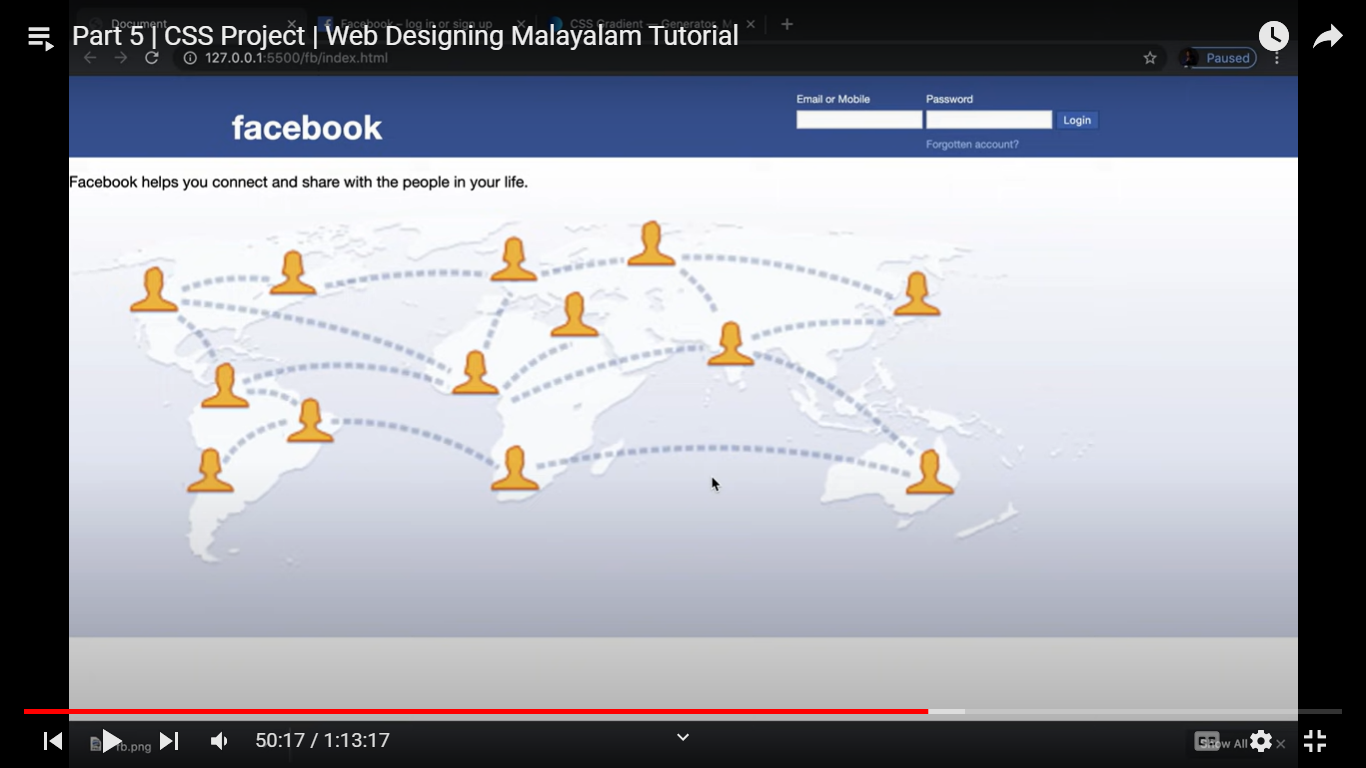 Part 5 | CSS Project | Web Designing Malayalam Tutorial
Document
Facebook – log in or sign up
CSS Gradient — Generator, M
127.0.0.1:5500/fb/index.html
Paused
Email or Mobile Password
facebook
Login
Forgotten account?
Facebook helps you connect and share with the people in your life.
fb.png
50:17 / 1:13:17
CC
Show All